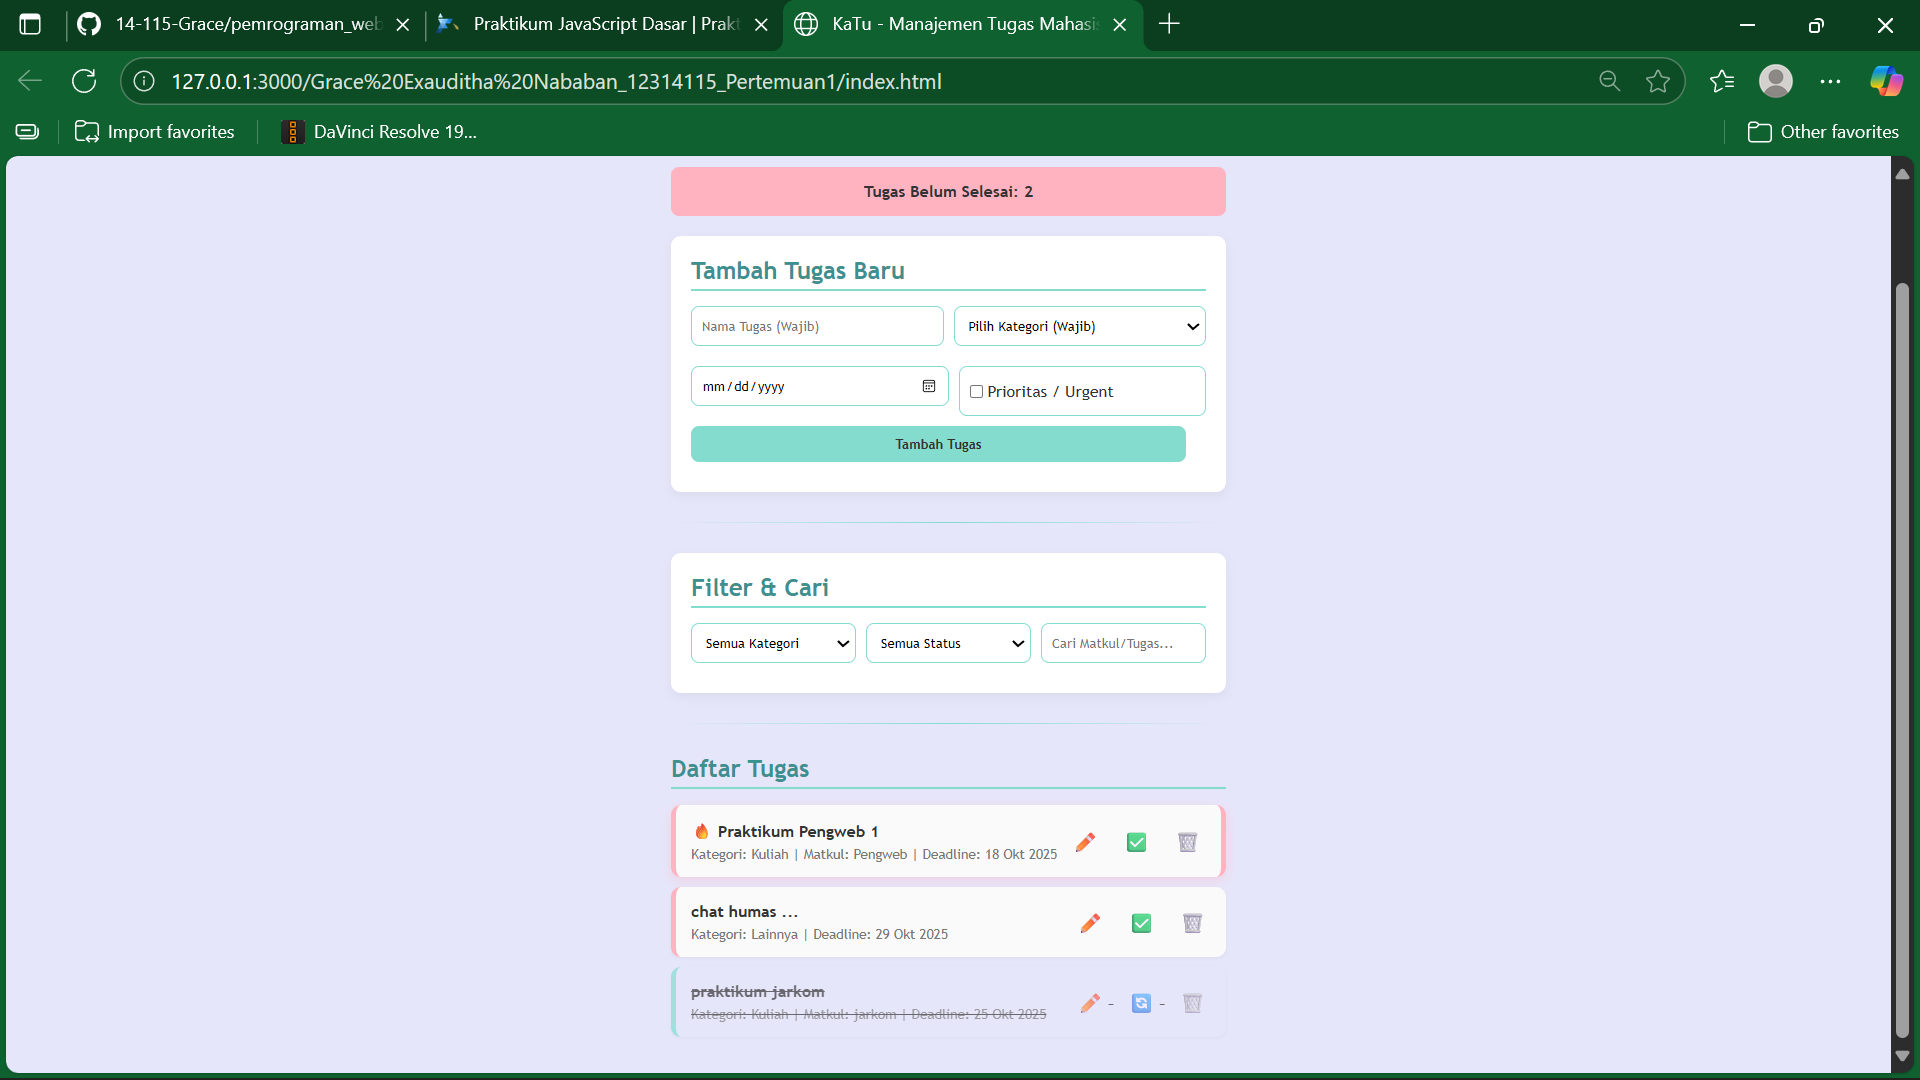 14-115-Grace/pemrograman_web
Praktikum JavaScript Dasar | Prakt
KaTu - Manajemen Tugas Mahasis
127.0.0.1:3000/Grace%20Exauditha%20Nababan_12314115_Pertemuan1/index.html
Import favorites
DaVinci Resolve 19...
Other favorites
Tugas Belum Selesai: 2
Tambah Tugas Baru
Nama Tugas (Wajib)
Pilih Kategori (Wajib)
mm/dd/yyyy
Prioritas / Urgent
Tambah Tugas
Filter & Cari
Semua Kategori
Semua Status
Cari Matkul/Tugas...
Daftar Tugas
🔥 Praktikum Pengweb 1
Kategori: Kuliah | Matkul: Pengweb | Deadline: 18 Okt 2025
chat humas ...
Kategori: Lainnya | Deadline: 29 Okt 2025
praktikum jarkom
Kategori: Kuliah | Matkul: jarkom | Deadline: 25 Okt 2025
- -